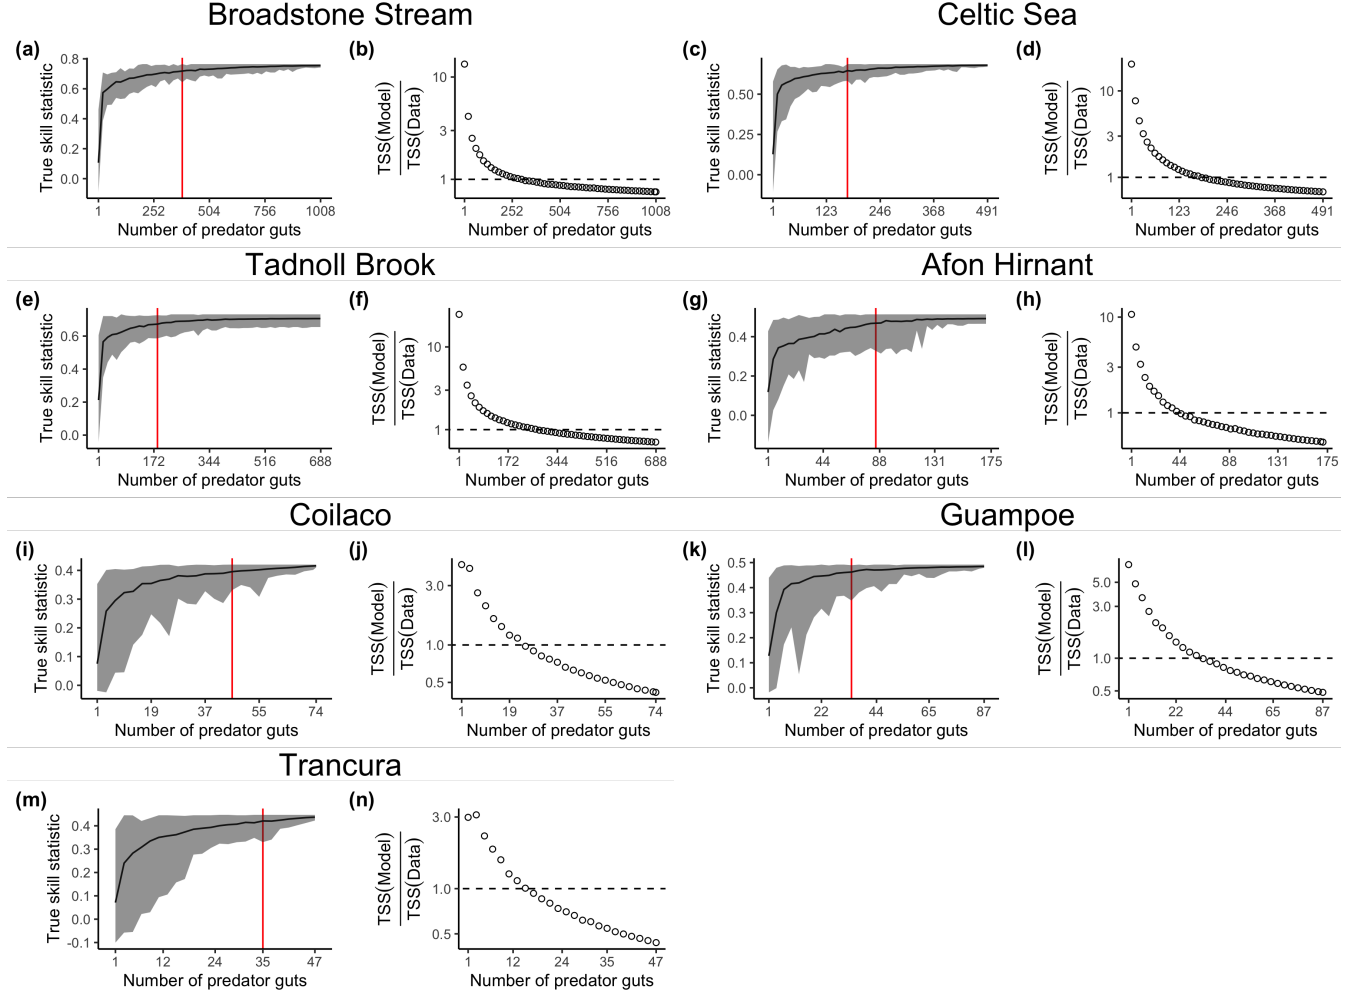 Broadstone Stream
Celtic Sea
(a)
True skill statistic
0.8
0.6
0.4
0.2
0.0
1 252 504 756 1008
Number of predator guts
(b)
TSS(Model)
TSS(Data)
10
3
1
1 252 504 756 1008
Number of predator guts
(c)
True skill statistic
0.50
0.25
0.00
1 123 246 368 491
Number of predator guts
(d)
TSS(Model)
TSS(Data)
10
3
1
1 123 246 368 491
Number of predator guts
Tadnoll Brook
Afon Hirnant
(e)
True skill statistic
0.6
0.4
0.2
0.0
1 172 344 516 688
Number of predator guts
(f)
TSS(Model)
TSS(Data)
10
3
1
1 172 344 516 688
Number of predator guts
(g)
True skill statistic
0.4
0.2
0.0
1 44 88 131 175
Number of predator guts
(h)
TSS(Model)
TSS(Data)
10
3
1
1 44 88 131 175
Number of predator guts
Coilaco
Guampoe
(i)
True skill statistic
0.4
0.3
0.2
0.1
0.0
1 19 37 55 74
Number of predator guts
(j)
TSS(Model)
TSS(Data)
3.0
1.0
0.5
1 19 37 55 74
Number of predator guts
(k)
True skill statistic
0.5
0.4
0.3
0.2
0.1
0.0
1 22 44 65 87
Number of predator guts
(l)
TSS(Model)
TSS(Data)
5.0
3.0
1.0
0.5
1 22 44 65 87
Number of predator guts
Trancura
(m)
True skill statistic
0.4
0.3
0.2
0.1
0.0
-0.1
1 12 24 35 47
Number of predator guts
(n)
TSS(Model)
TSS(Data)
3.0
1.0
0.5
1 12 24 35 47
Number of predator guts